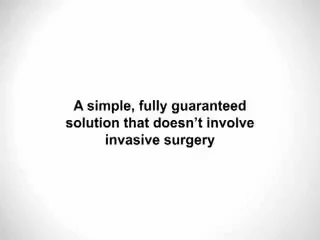 A simple, fully guaranteed
solution that doesn't involve
invasive surgery